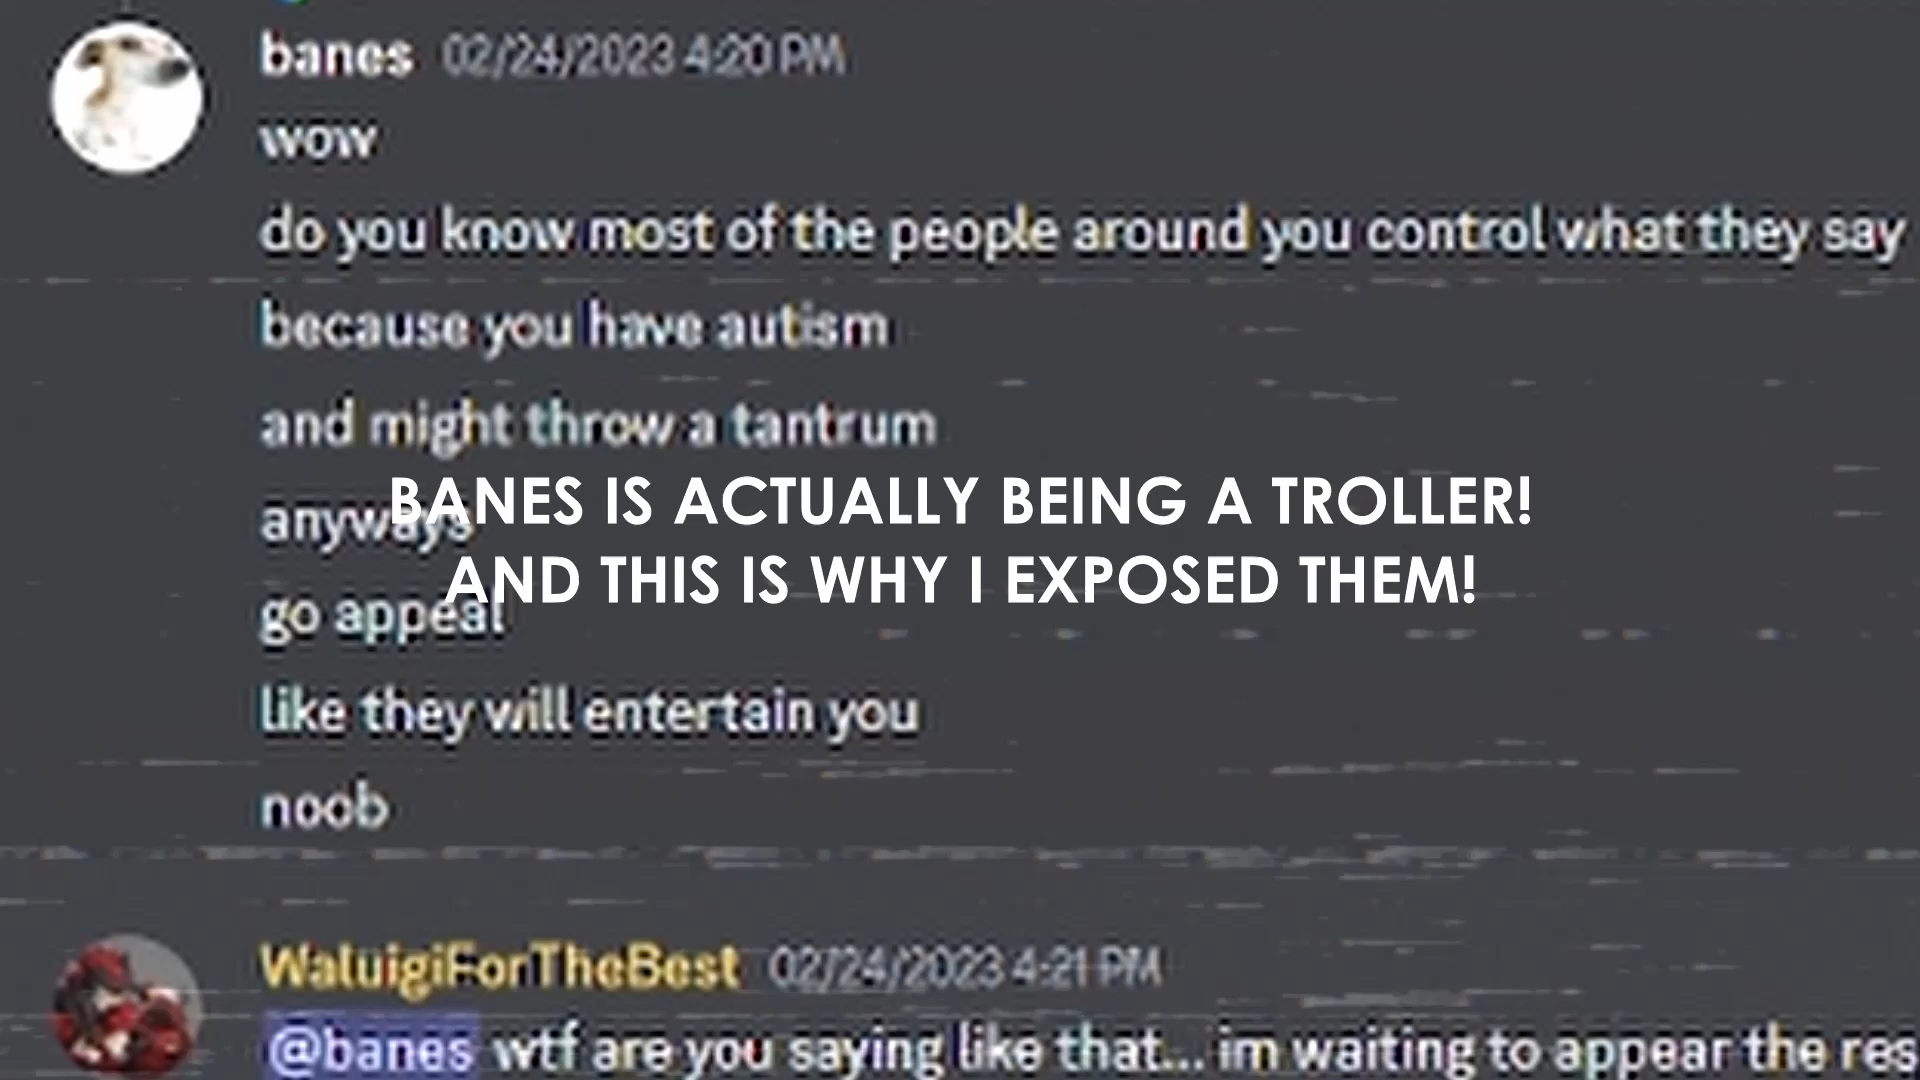 banes 02/24/2023 4:20 PM
wow
do you know most of the people around you control what they say
because you have autism
and might throw a tantrum
BANES IS ACTUALLY BEING A TROLLER!
anyways
AND THIS IS WHY I EXPOSED THEM!
go appeal
like they will entertain you
noob
WaluigiForTheBest 02/24/2023 4:21 PM
@banes wtf are you saying like that... im waiting to appear the res